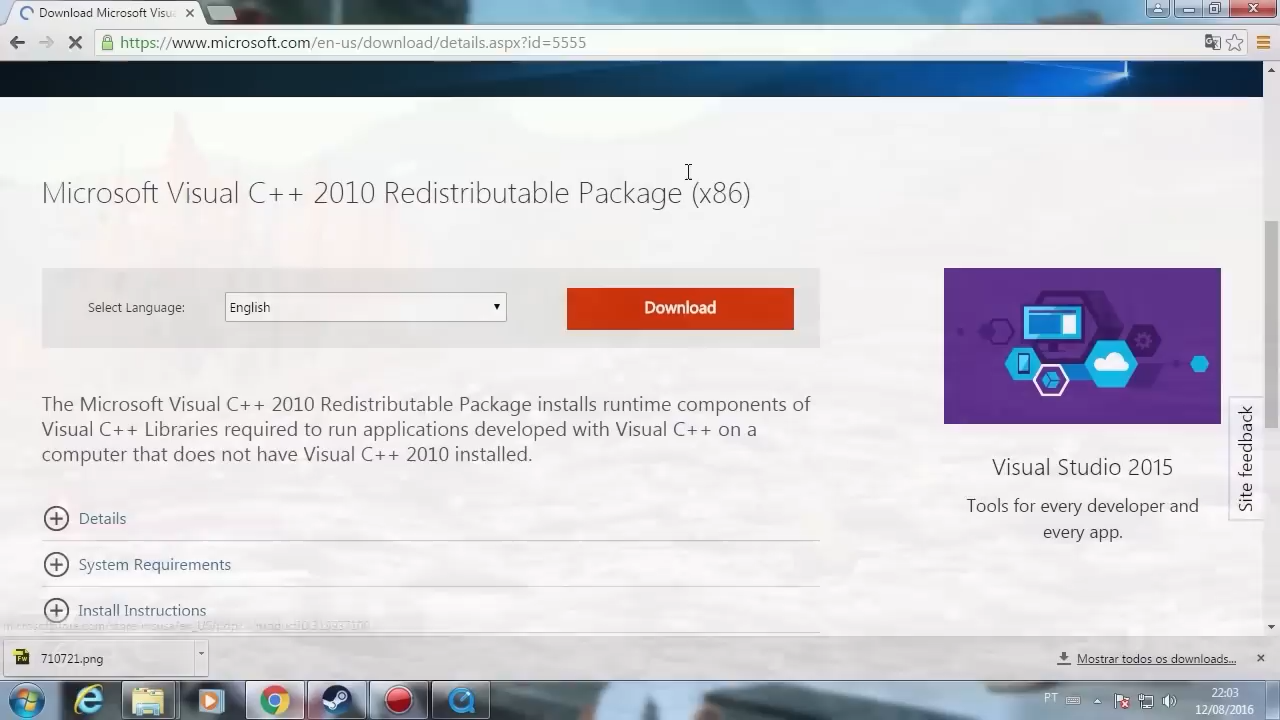 Download Microsoft Visu
https://www.microsoft.com/en-us/download/details.aspx?id=5555
Microsoft Visual C++ 2010 Redistributable Package (x86)
Select Language:
English
Download
The Microsoft Visual C++ 2010 Redistributable Package installs runtime components of
Visual C++ Libraries required to run applications developed with Visual C++ on a
computer that does not have Visual C++ 2010 installed.
Details
System Requirements
Install Instructions
Visual Studio 2015
Tools for every developer and
every app.
Site feedback
710721.png
Mostrar todos os downloads...
PT
22:03
12/08/2016